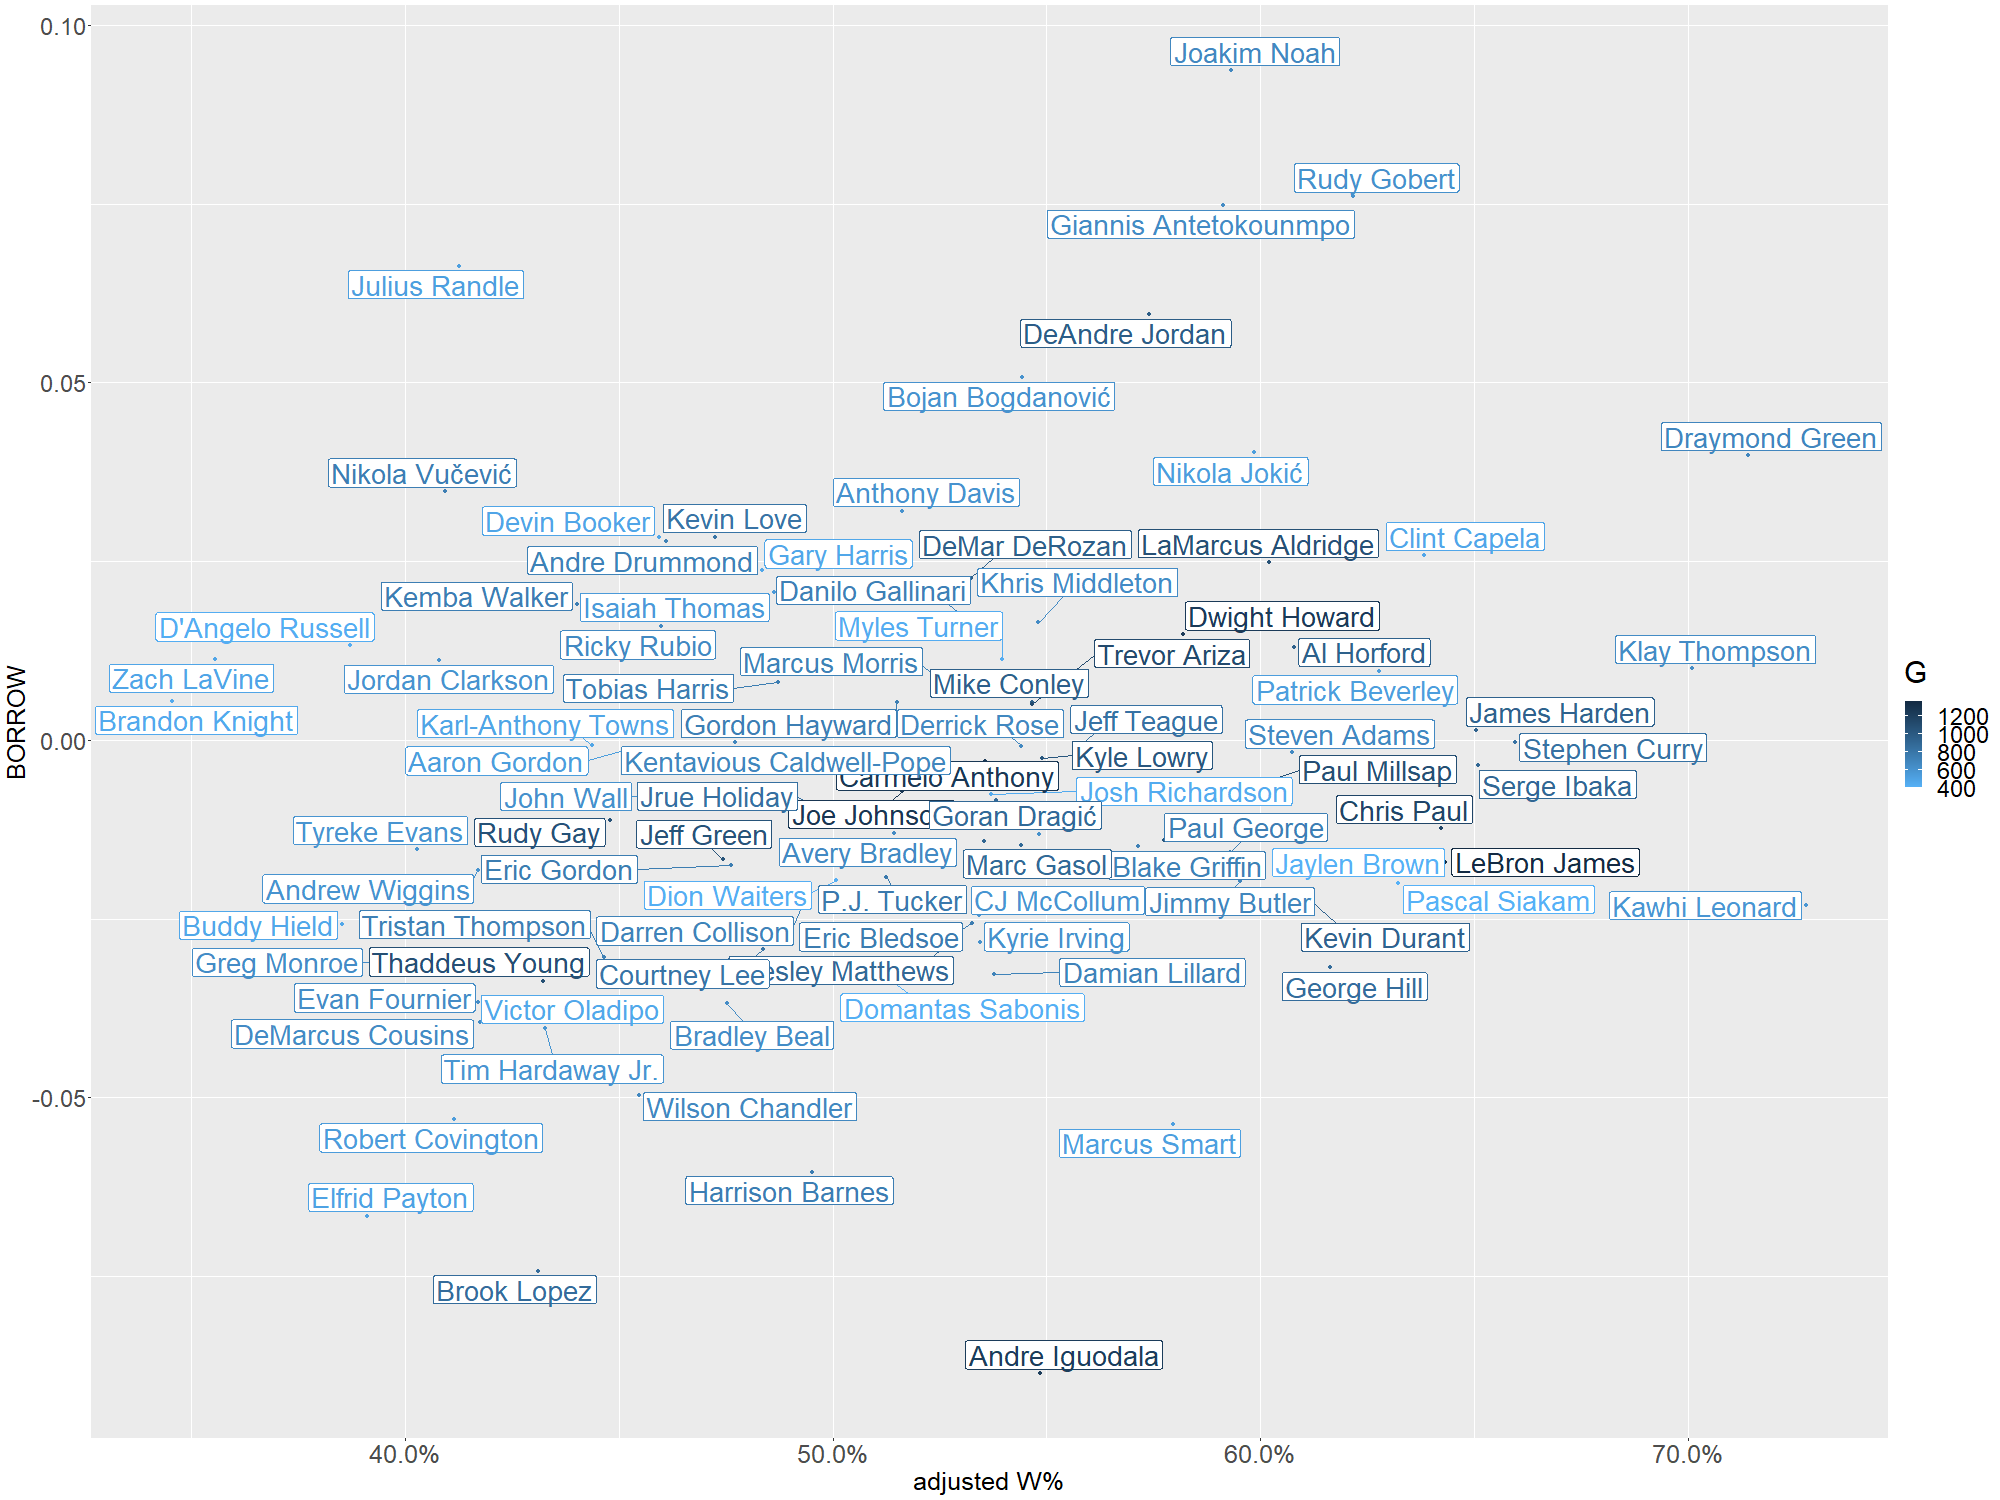 0.10
Joakim Noah
Rudy Gobert
Giannis Antetokounmpo
Julius Randle
DeAndre Jordan
0.05
Bojan Bogdanović
Draymond Green
Nikola Vučević
Nikola Jokić
Anthony Davis
Devin Booker
Kevin Love
Clint Capela
DeMar DeRozan
LaMarcus Aldridge
Andre Drummond
Gary Harris
Khris Middleton
Danilo Gallinari
Kemba Walker
Isaiah Thomas
Dwight Howard
D'Angelo Russell
Myles Turner
Ricky Rubio
Trevor Ariza
Al Horford
Klay Thompson
Marcus Morris
Zach LaVine
Jordan Clarkson
Tobias Harris
Mike Conley
Patrick Beverley
G
James Harden
1200
Brandon Knight
Karl-Anthony Towns
Gordon Hayward
Derrick Rose
Jeff Teague
Steven Adams
1000
BORROW
0.00
Stephen Curry
800
Aaron Gordon
Kentavious Caldwell-Pope
Kyle Lowry
Carmelo Anthony
Paul Millsap
600
Serge Ibaka
400
John Wall
Jrue Holiday
Josh Richardson
Joe Johnso
Goran Dragić
Chris Paul
Tyreke Evans
Rudy Gay
Jeff Green
Paul George
Avery Bradley
Marc Gasol
Blake Griffin
Jaylen Brown
LeBron James
Eric Gordon
Andrew Wiggins
Dion Waiters
P.J. Tucker
CJ McCollum
Jimmy Butler
Pascal Siakam
Kawhi Leonard
Buddy Hield
Tristan Thompson
Darren Collison
Eric Bledsoe
Kyrie Irving
Kevin Durant
Greg Monroe
Thaddeus Young
Courtney Lee
esley Matthews
Damian Lillard
George Hill
Evan Fournier
Victor Oladipo
Domantas Sabonis
DeMarcus Cousins
Bradley Beal
Tim Hardaway Jr.
-0.05
Wilson Chandler
Robert Covington
Marcus Smart
Harrison Barnes
Elfrid Payton
Brook Lopez
Andre Iguodala
40.0%
50.0%
60.0%
70.0%
adjusted W%